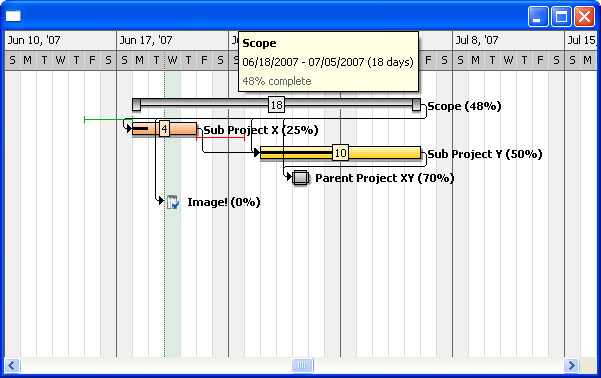 Jun 10, '07 Jun 17, '07 Jul 8, '07 Jul 15,
S M T W T F S S M T W T F S F S S M T W T F S S M
Scope
06/18/2007 - 07/05/2007 (18 days)
48% complete
18 Scope (48%)
4 Sub Project X (25%)
10 Sub Project Y (50%)
Parent Project XY (70%)
Image! (0%)